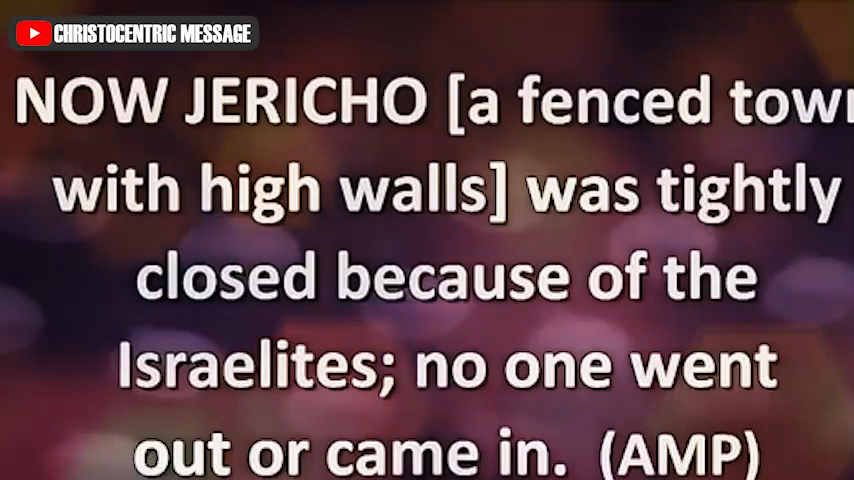 CHRISTOCENTRIC MESSAGE
NOW JERICHO [a fenced town
with high walls] was tightly
closed because of the
Israelites; no one went
out or came in. (AMP)